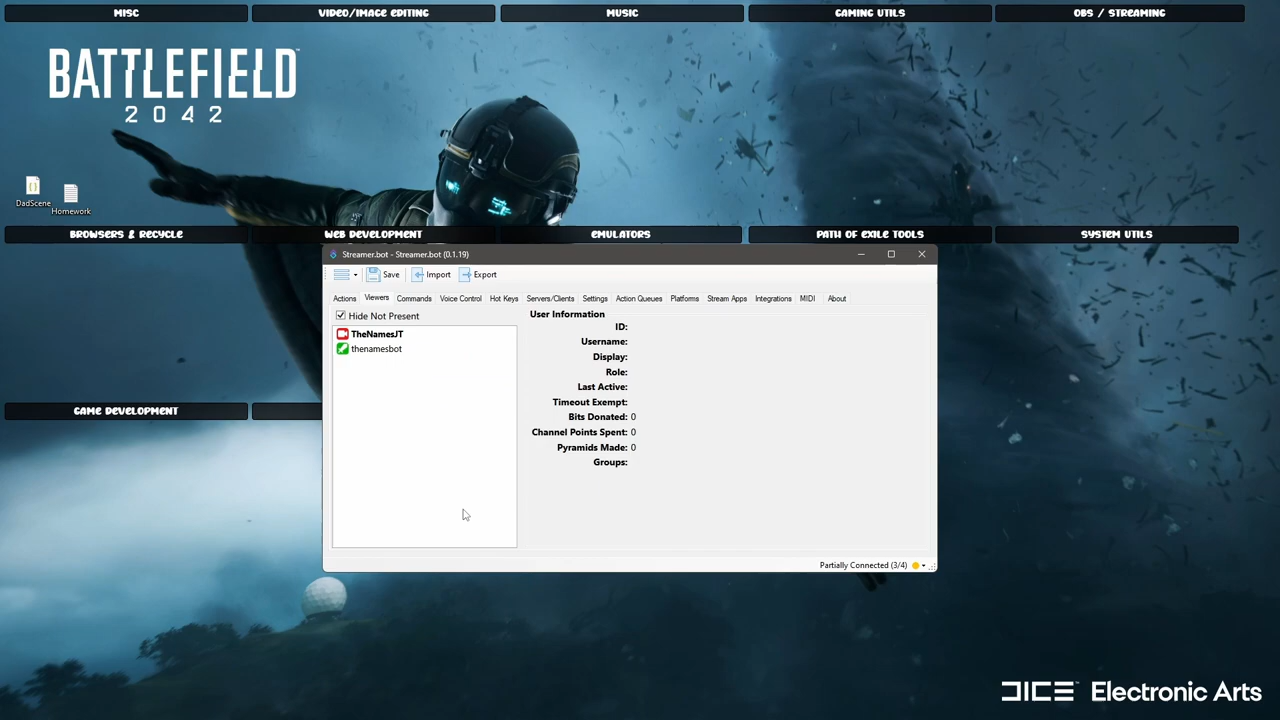 MISC
VIDEO/IMAGE EDITING
MUSIC
GAMING UTILS
OBS / STREAMING
BATTLEFIELD™
2042
DadScene
Homework
BROWSERS & RECYCLE
WEB DEVELOPMENT
EMULATORS
PATH OF EXILE TOOLS
SYSTEM UTILS
Streamer.bot - Streamer.bot (0.1.19)
Save
Import
Export
Actions
Viewers
Commands
Voice Control
Hot Keys
Servers/Clients
Settings
Action Queues
Platforms
Stream Apps
Integrations
MIDI
About
Hide Not Present
User Information
TheNamesJT
thenamesbot
ID:
Username:
Display:
Role:
Last Active:
Timeout Exempt:
Bits Donated: 0
Channel Points Spent: 0
Pyramids Made: 0
Groups:
GAME DEVELOPMENT
Partially Connected (3/4)
DICE™ Electronic Arts